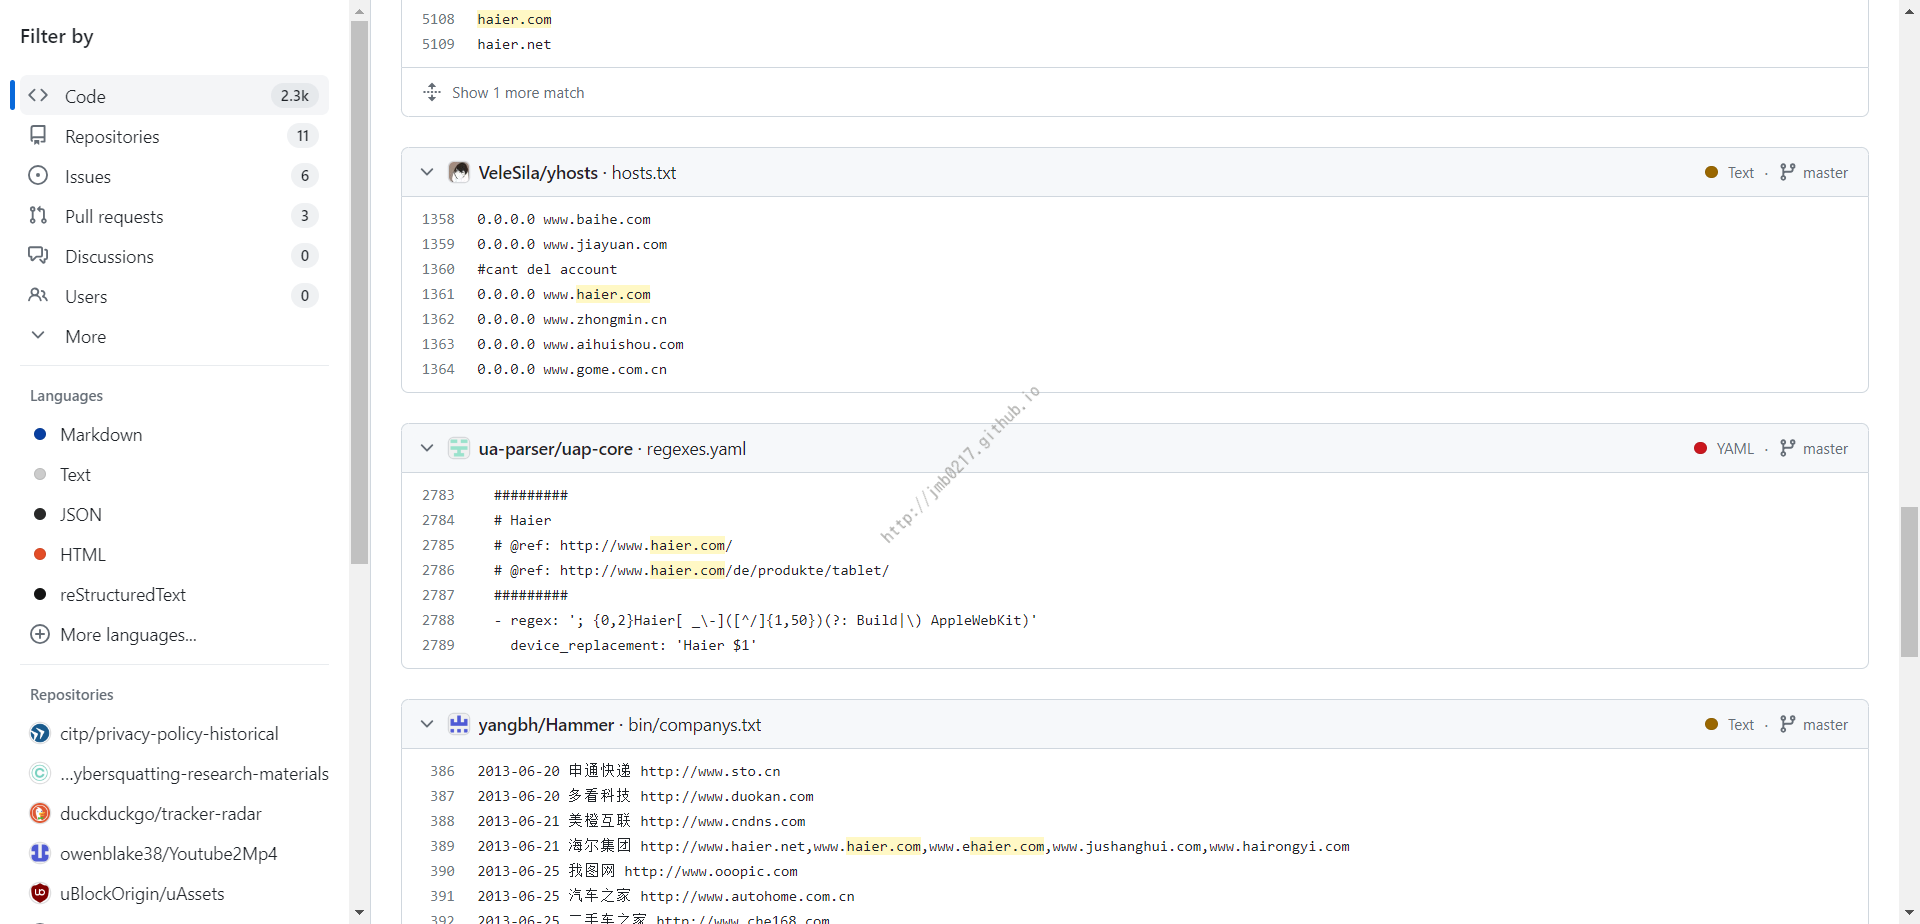 Filter by
Code 2.3k
Repositories 11
Issues 6
Pull requests 3
Discussions 0
Users 0
More
Languages
Markdown
Text
JSON
HTML
reStructuredText
More languages...
Repositories
citp/privacy-policy-historical
...ybersquatting-research-materials
duckduckgo/tracker-radar
owenblake38/Youtube2Mp4
uBlockOrigin/uAssets
5108 haier.com
5109 haier.net
Show 1 more match
VeleSila/yhosts · hosts.txt Text · master
1358 0.0.0.0 www.baihe.com
1359 0.0.0.0 www.jiayuan.com
1360 #cant del account
1361 0.0.0.0 www.haier.com
1362 0.0.0.0 www.zhongmin.cn
1363 0.0.0.0 www.aihuishou.com
1364 0.0.0.0 www.gome.com.cn
ua-parser/uap-core · regexes.yaml YAML · master
2783 #########
2784 # Haier
2785 # @ref: http://www.haier.com/
2786 # @ref: http://www.haier.com/de/produkte/tablet/
2787 #########
2788 - regex: '; {0,2}Haier[ _\-]([^/]{1,50})(?: Build|\) AppleWebKit)'
2789 device_replacement: 'Haier $1'
yangbh/Hammer · bin/companys.txt Text · master
386 2013-06-20 申通快递 http://www.sto.cn
387 2013-06-20 多看科技 http://www.duokan.com
388 2013-06-21 美橙互联 http://www.cndns.com
389 2013-06-21 海尔集团 http://www.haier.net,www.haier.com,www.ehaier.com,www.jushanghui.com,www.hairongyi.com
390 2013-06-25 我图网 http://www.ooopic.com
391 2013-06-25 汽车之家 http://www.autohome.com.cn
392 2013-06-25 二手车之家 http://www.che168.com
http://jmb0217.github.io